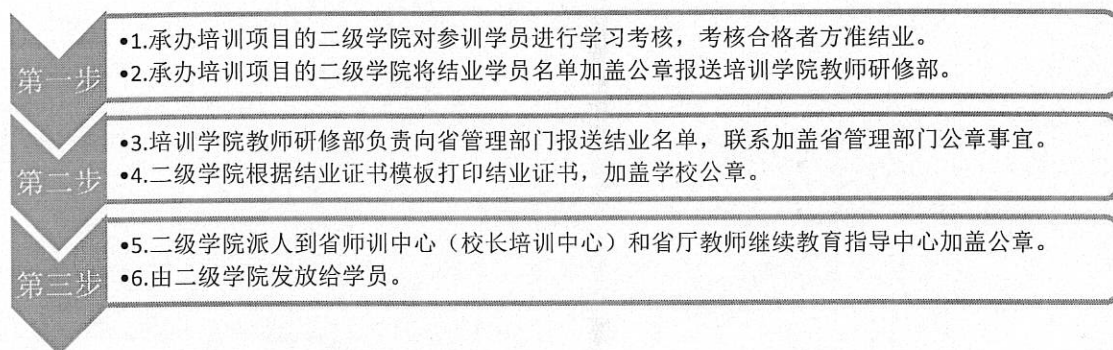 第一步
•1.承办培训项目的二级学院对参训学员进行学习考核，考核合格者方准结业。
•2.承办培训项目的二级学院将结业学员名单加盖公章报送培训学院教师研修部。
第二步
•3.培训学院教师研修部负责向省管理部门报送结业名单，联系加盖省管理部门公章事宜。
•4.二级学院根据结业证书模板打印结业证书，加盖学校公章。
第三步
•5.二级学院派人到省师训中心（校长培训中心）和省厅教师继续教育指导中心加盖公章。
•6.由二级学院发放给学员。